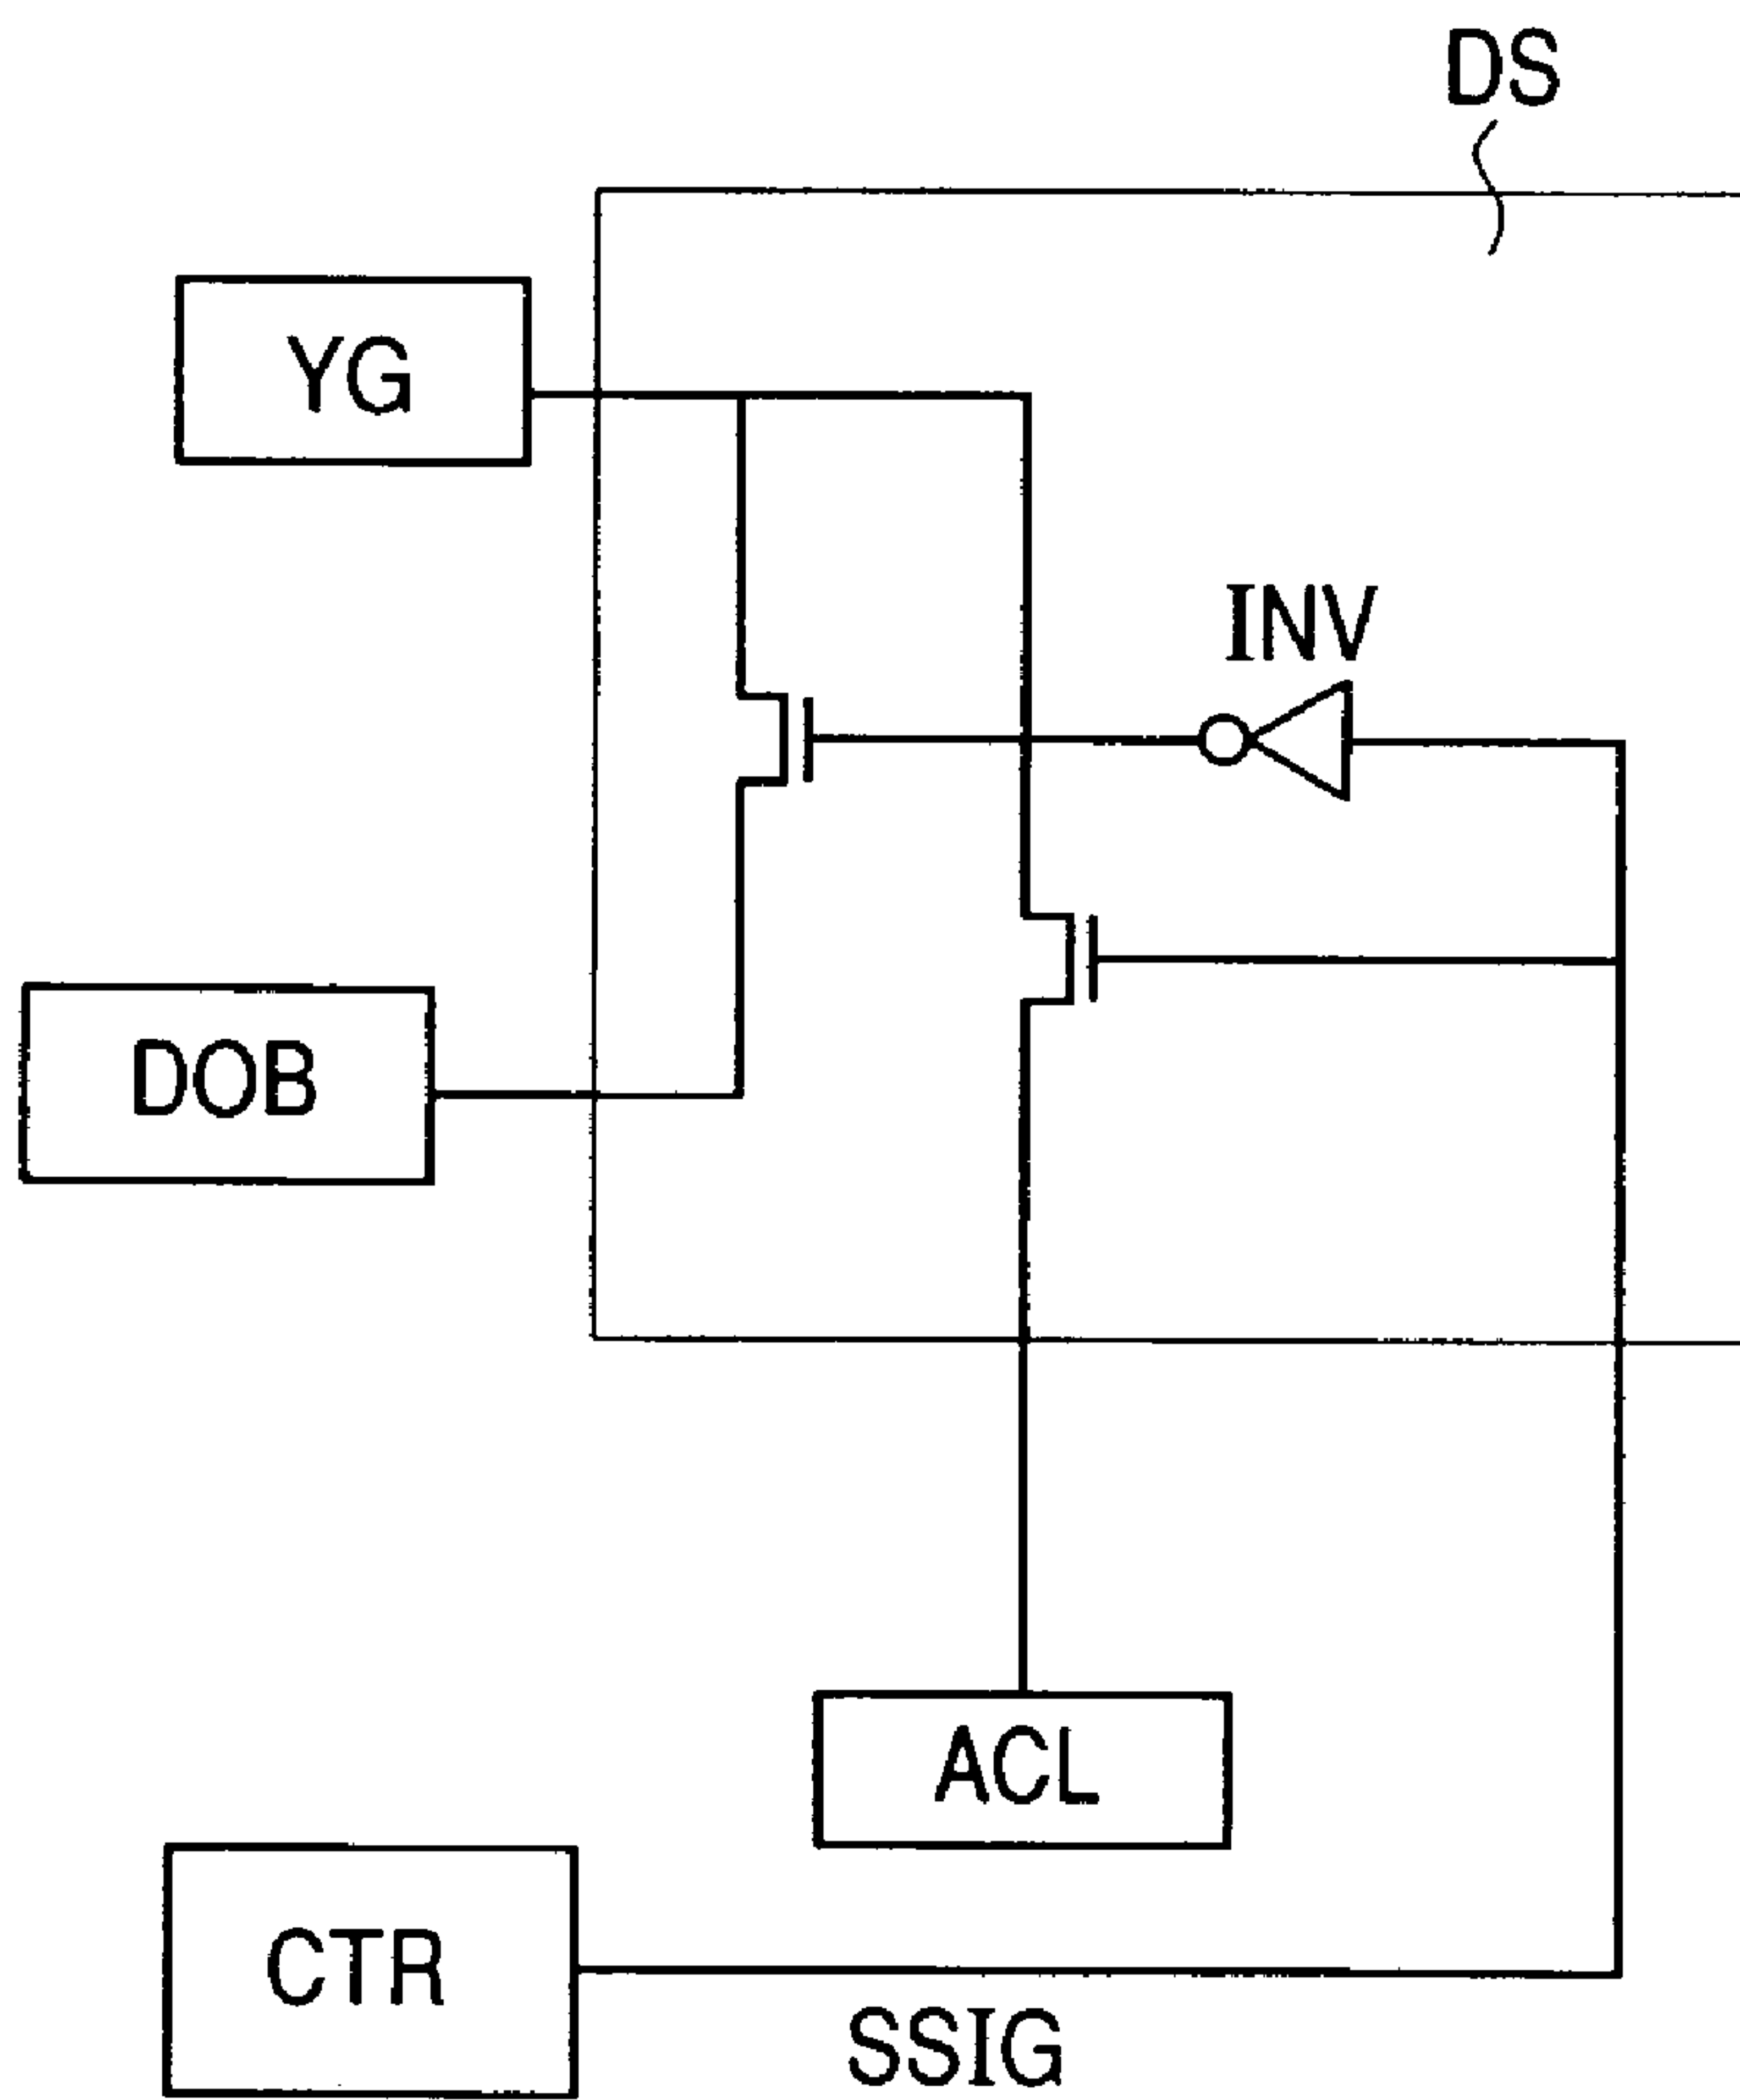 DS
YG
INV
DOB
ACL
CTR
SSIG